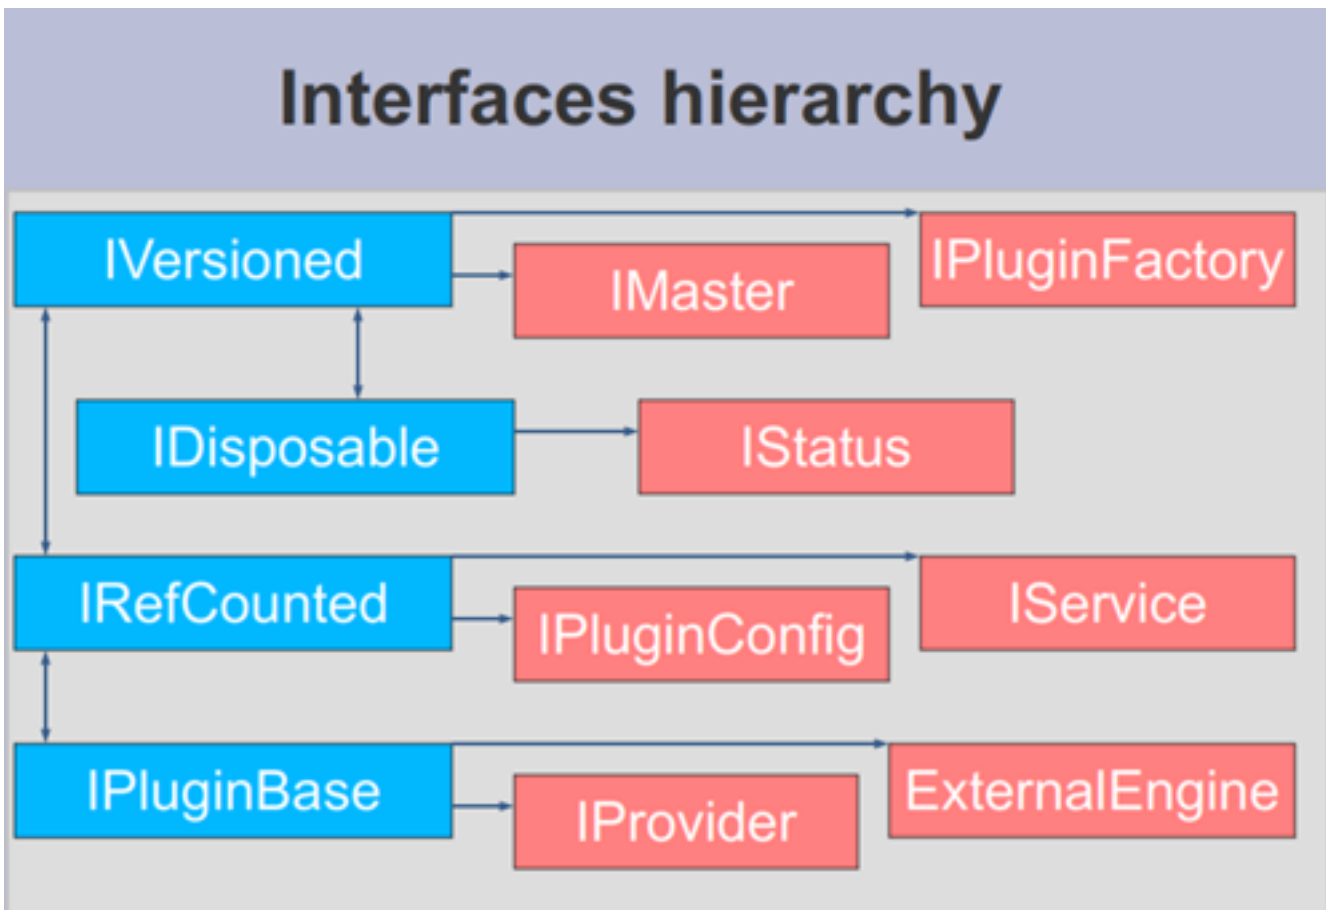 Interfaces hierarchy
IVersioned
IMaster
IPluginFactory
IDisposable
IStatus
IRefCounted
IPluginConfig
IService
IPluginBase
IProvider
ExternalEngine